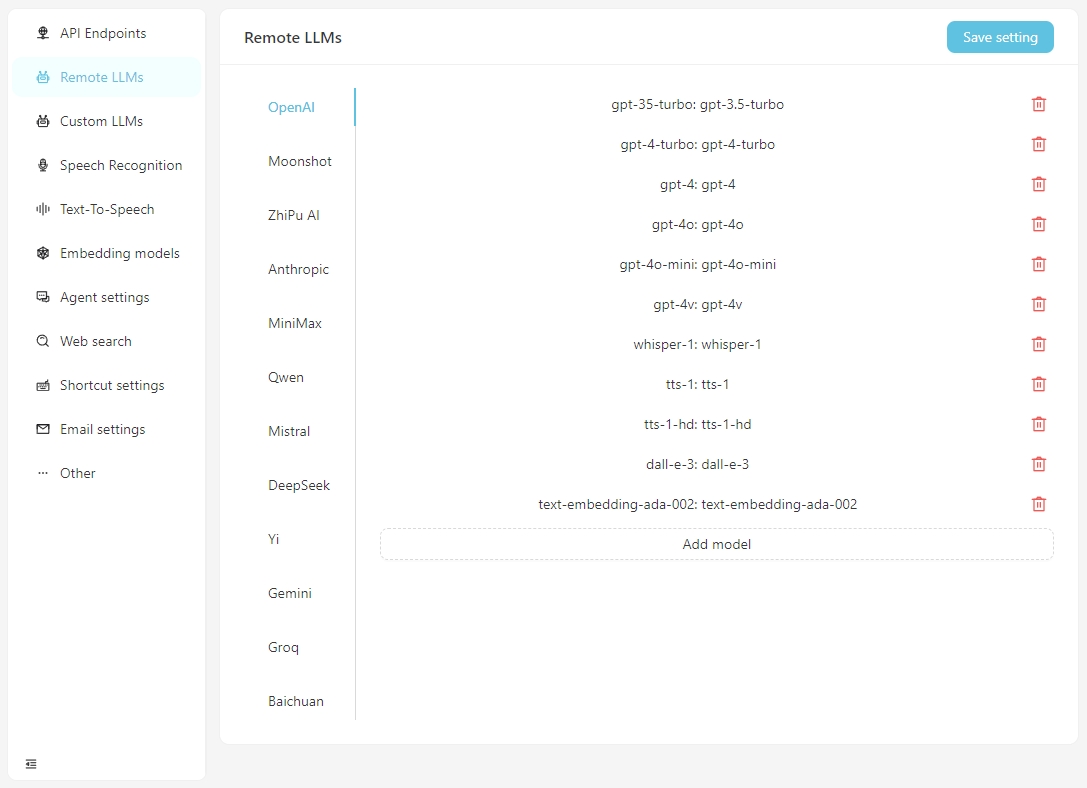 API Endpoints
Remote LLMs
Custom LLMs
Speech Recognition
Text-To-Speech
Embedding models
Agent settings
Web search
Shortcut settings
Email settings
Other
Remote LLMs
Save setting
OpenAI
Moonshot
ZhiPu AI
Anthropic
MiniMax
Qwen
Mistral
DeepSeek
Yi
Gemini
Groq
Baichuan
gpt-35-turbo: gpt-3.5-turbo
gpt-4-turbo: gpt-4-turbo
gpt-4: gpt-4
gpt-4o: gpt-4o
gpt-4o-mini: gpt-4o-mini
gpt-4v: gpt-4v
whisper-1: whisper-1
tts-1: tts-1
tts-1-hd: tts-1-hd
dall-e-3: dall-e-3
text-embedding-ada-002: text-embedding-ada-002
Add model